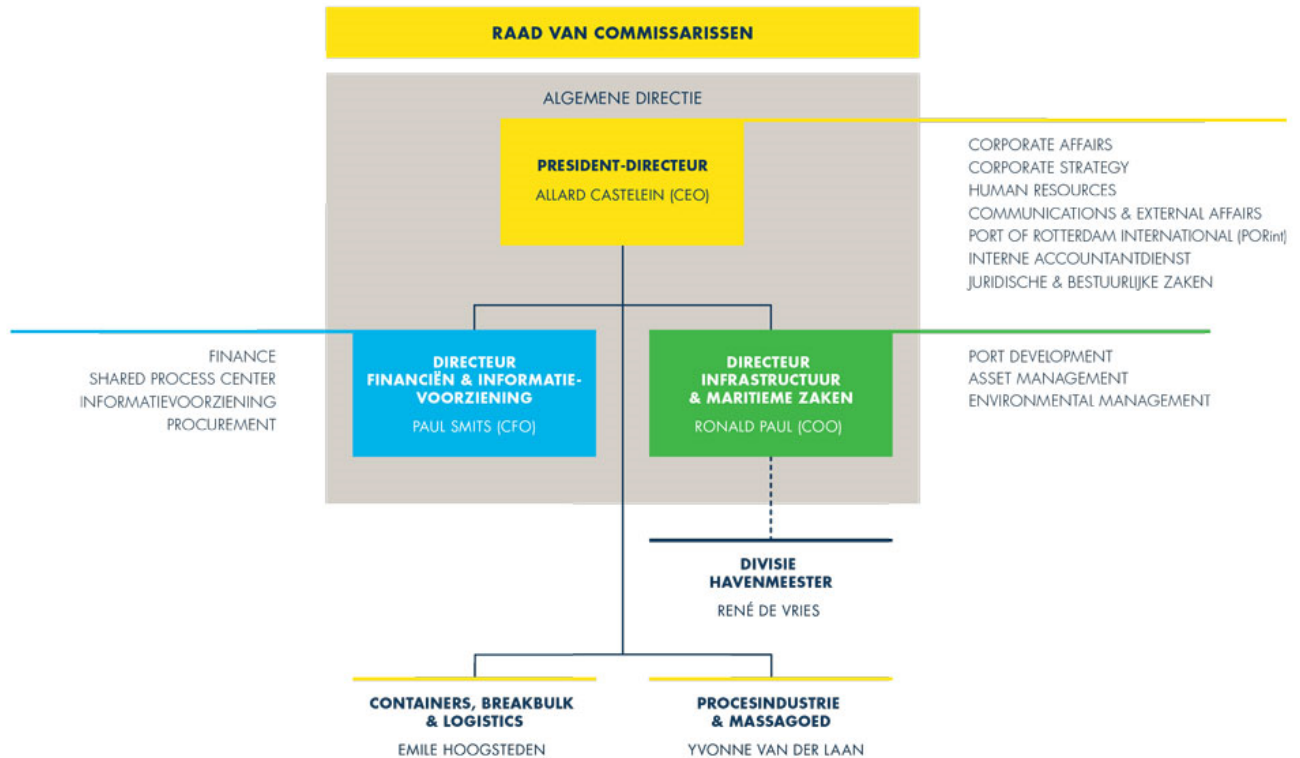 RAAD VAN COMMISSARISSEN
ALGEMENE DIRECTIE
PRESIDENT-DIRECTEUR
ALLARD CASTELEIN (CEO)
CORPORATE AFFAIRS
CORPORATE STRATEGY
HUMAN RESOURCES
COMMUNICATIONS & EXTERNAL AFFAIRS
PORT OF ROTTERDAM INTERNATIONAL (PORint)
INTERNE ACCOUNTANTDIENST
JURIDISCHE & BESTUURLIJKE ZAKEN
FINANCE
SHARED PROCESS CENTER
INFORMATIEVOORZIENING
PROCUREMENT
DIRECTEUR
FINANCIËN & INFORMATIE-
VOORZIENING
PAUL SMITS (CFO)
DIRECTEUR
INFRASTRUCTUUR
& MARITIEME ZAKEN
RONALD PAUL (COO)
PORT DEVELOPMENT
ASSET MANAGEMENT
ENVIRONMENTAL MANAGEMENT
DIVISIE
HAVENMEESTER
RENÉ DE VRIES
CONTAINERS, BREAKBULK
& LOGISTICS
EMILE HOOGSTEDEN
PROCESINDUSTRIE
& MASSAGOED
YVONNE VAN DER LAAN